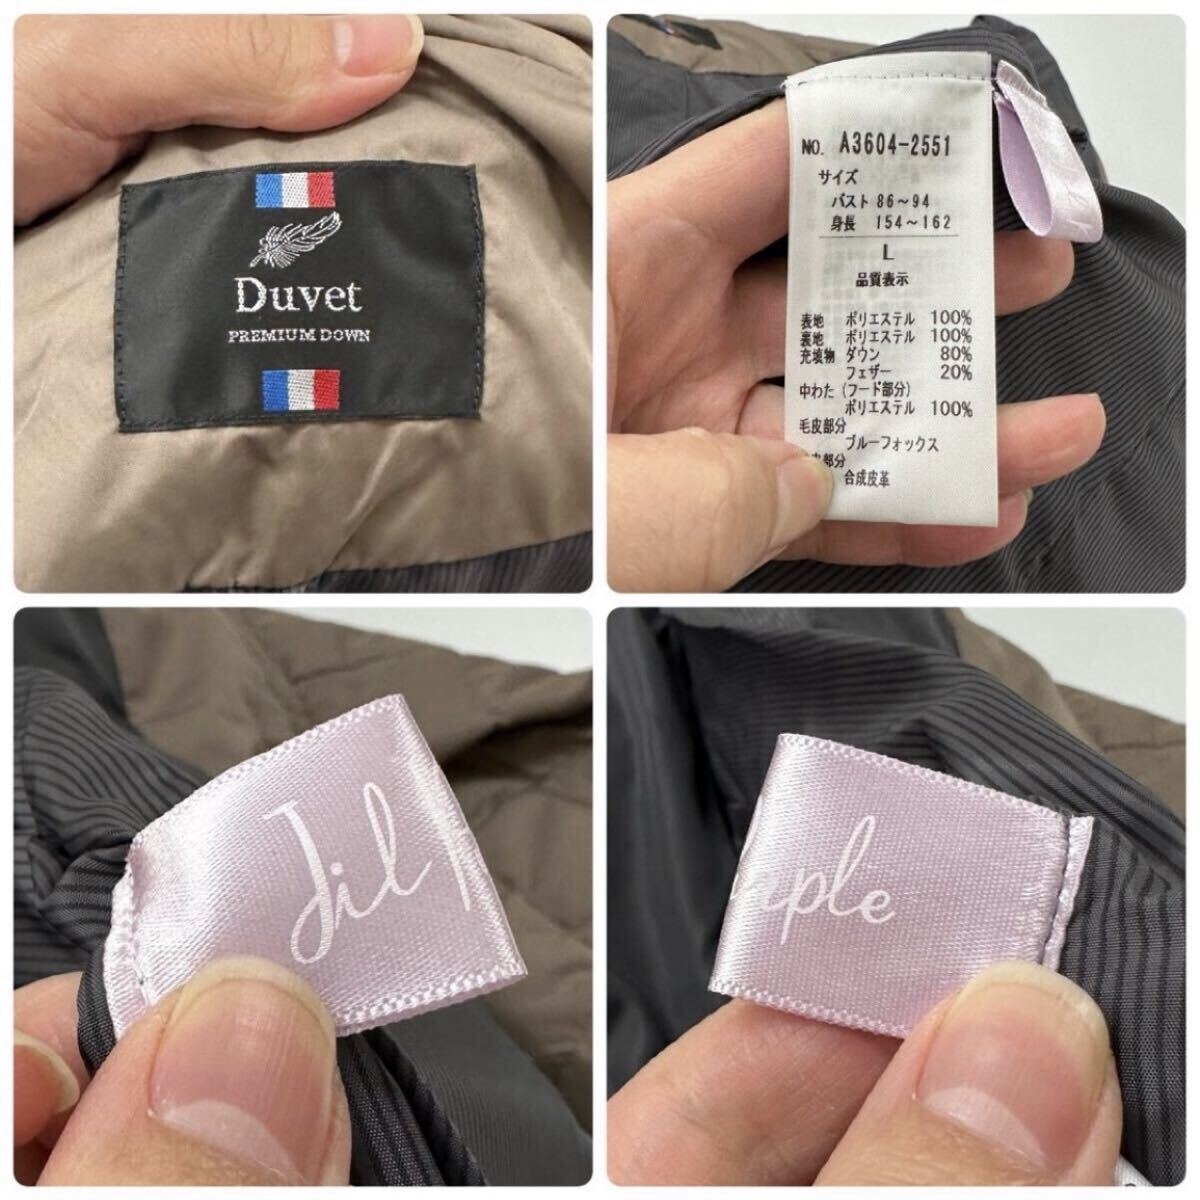 Duvet
PREMIUM DOWN
NO. A3604-2551
サイズ
バスト 86～94
身長 154～162
L
品質表示
表地 ポリエステル 100%
裏地 ポリエステル 100%
充填物 ダウン 80%
フェザー 20%
中わた (フード部分)
ポリエステル 100%
毛皮部分
ブルーフォックス
皮部分
合成皮革
Jil
ple